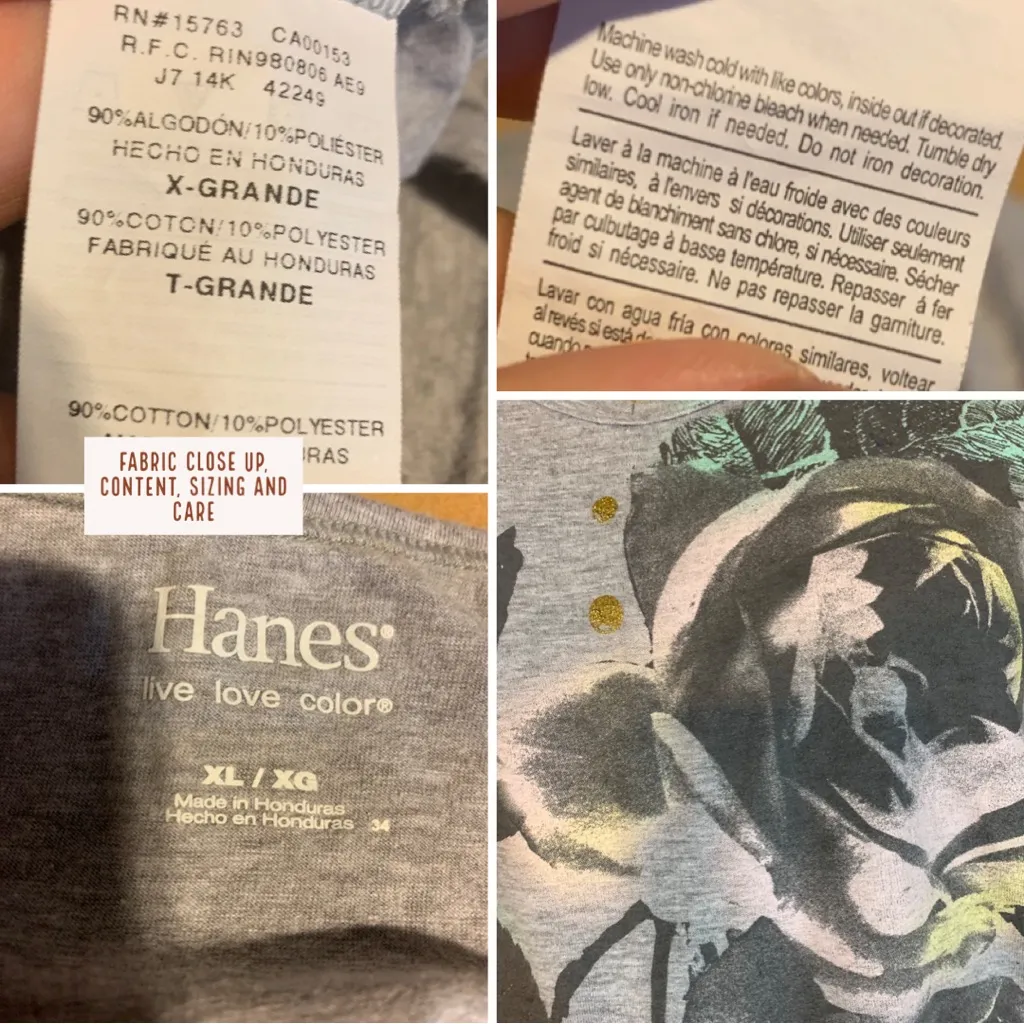 RN#15763 CA00153
R.F.C. RIN980806 AE9
J7 14K 42249
90%ALGODÓN/10%POLIÉSTER
HECHO EN HONDURAS
X-GRANDE
90%COTON/10%POLYESTER
FABRIQUÉ AU HONDURAS
T-GRANDE
90%COTTON/10%POLYESTER
Machine wash cold with like colors, inside out if decorated.
Use only non-chlorine bleach when needed. Tumble dry
low. Cool iron if needed. Do not iron decoration.
Laver à la machine à l'eau froide avec des couleurs
similaires, à l'envers si décorations. Utiliser seulement
agent de blanchiment sans chlore, si nécessaire. Sécher
par culbutage à basse température. Repasser á fer
froid si nécessaire. Ne pas repasser la garniture.
Lavar con agua fría con colores similares, voltear
al revés si está
cuando
FABRIC CLOSE UP,
CONTENT, SIZING AND
CARE
Hanes®
live love color®
XL / XG
Made in Honduras
Hecho en Honduras 34